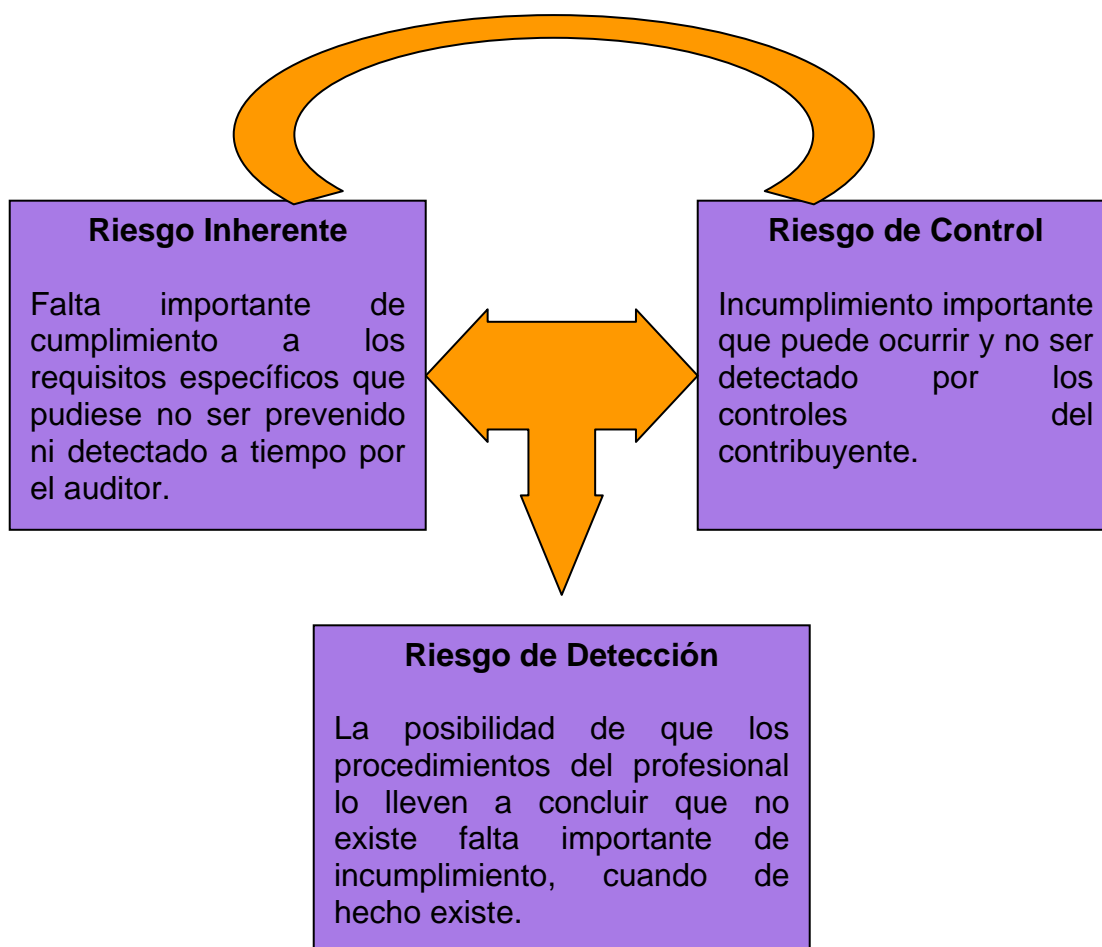 Riesgo Inherente
Falta importante de
cumplimiento a los
requisitos específicos que
pudiese no ser prevenido
ni detectado a tiempo por
el auditor.
Riesgo de Control
Incumplimiento importante
que puede ocurrir y no ser
detectado por los
controles del
contribuyente.
Riesgo de Detección
La posibilidad de que los
procedimientos del profesional
lo lleven a concluir que no
existe falta importante de
incumplimiento, cuando de
hecho existe.